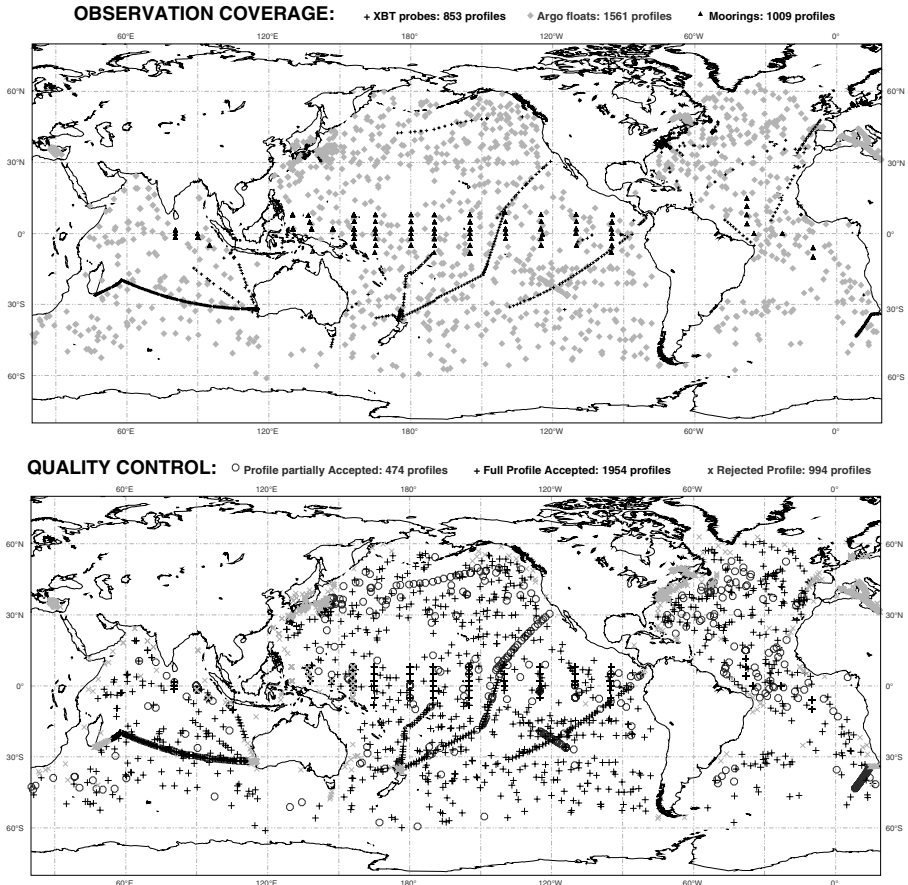 OBSERVATION COVERAGE: + XBT probes: 853 profiles ◆ Argo floats: 1561 profiles ▲ Moorings: 1009 profiles
60°E 120°E 180° 120°W 60°W 0°
60°N 60°N
30°N 30°N
0° 0°
30°S 30°S
60°S 60°S
60°E 120°E 180° 120°W 60°W 0°
QUALITY CONTROL: ○ Profile partially Accepted: 474 profiles + Full Profile Accepted: 1954 profiles x Rejected Profile: 994 profiles
60°E 120°E 180° 120°W 60°W 0°
60°N 60°N
30°N 30°N
0° 0°
30°S 30°S
60°S 60°S
60°E 120°E 180° 120°W 60°W 0°